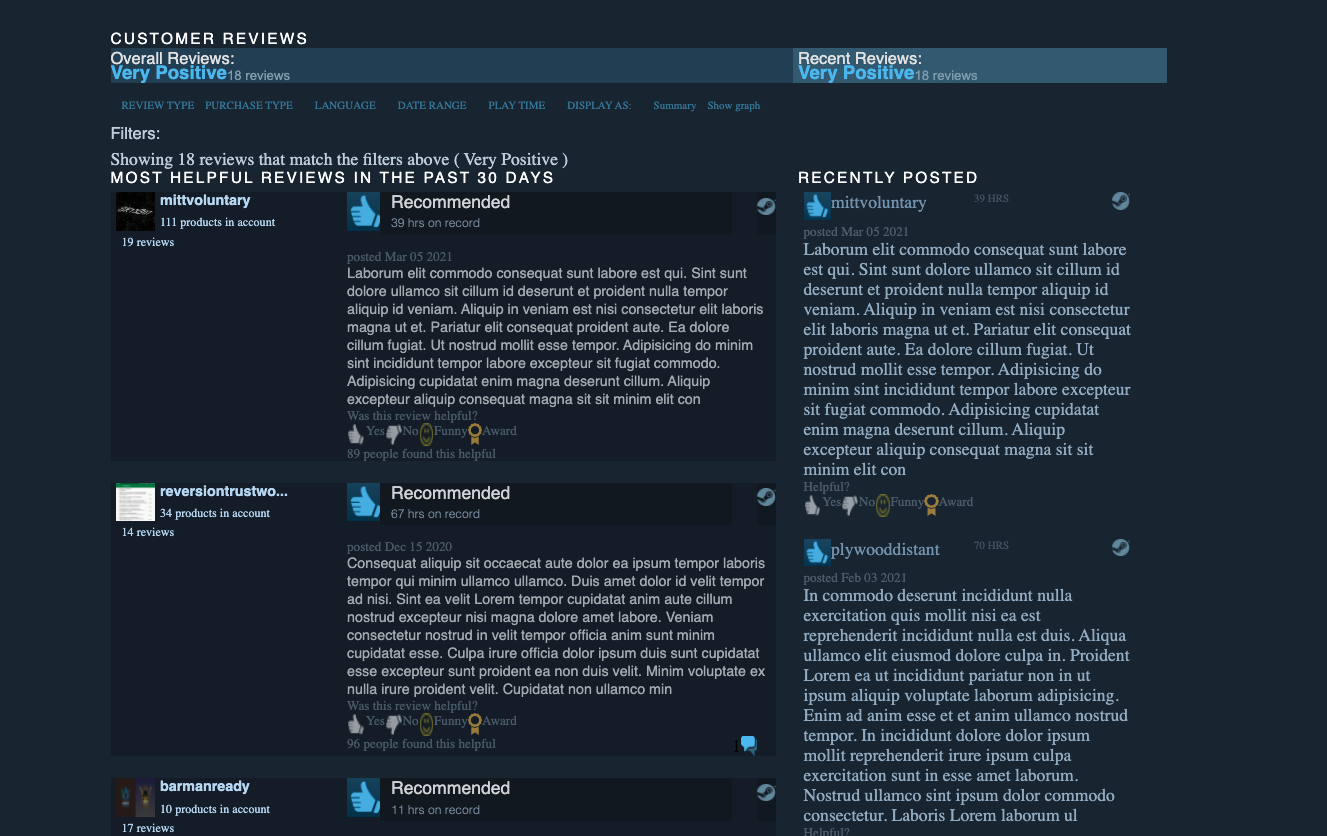 CUSTOMER REVIEWS
Overall Reviews:
Very Positive18 reviews
Recent Reviews:
Very Positive18 reviews
REVIEW TYPE PURCHASE TYPE LANGUAGE DATE RANGE PLAY TIME DISPLAY AS: Summary Show graph
Filters:
Showing 18 reviews that match the filters above ( Very Positive )
MOST HELPFUL REVIEWS IN THE PAST 30 DAYS
mittvoluntary
111 products in account
19 reviews
Recommended
39 hrs on record
posted Mar 05 2021
Laborum elit commodo consequat sunt labore est qui. Sint sunt
dolore ullamco sit cillum id deserunt et proident nulla tempor
aliquip id veniam. Aliquip in veniam est nisi consectetur elit laboris
magna ut et. Pariatur elit consequat proident aute. Ea dolore
cillum fugiat. Ut nostrud mollit esse tempor. Adipisicing do minim
sint incididunt tempor labore excepteur sit fugiat commodo.
Adipisicing cupidatat enim magna deserunt cillum. Aliquip
excepteur aliquip consequat magna sit sit minim elit con
Was this review helpful?
Yes No Funny Award
89 people found this helpful
reversiontrustwo...
34 products in account
14 reviews
Recommended
67 hrs on record
posted Dec 15 2020
Consequat aliquip sit occaecat aute dolor ea ipsum tempor laboris
tempor qui minim ullamco ullamco. Duis amet dolor id velit tempor
ad nisi. Sint ea velit Lorem tempor cupidatat anim aute cillum
nostrud excepteur nisi magna dolore amet labore. Veniam
consectetur nostrud in velit tempor officia anim sunt minim
cupidatat esse. Culpa irure officia dolor ipsum duis sunt cupidatat
esse excepteur sunt proident ea non duis velit. Minim voluptate ex
nulla irure proident velit. Cupidatat non ullamco min
Was this review helpful?
Yes No Funny Award
96 people found this helpful
1
barmanready
10 products in account
17 reviews
Recommended
11 hrs on record
RECENTLY POSTED
mittvoluntary 39 HRS
posted Mar 05 2021
Laborum elit commodo consequat sunt labore
est qui. Sint sunt dolore ullamco sit cillum id
deserunt et proident nulla tempor aliquip id
veniam. Aliquip in veniam est nisi consectetur
elit laboris magna ut et. Pariatur elit consequat
proident aute. Ea dolore cillum fugiat. Ut
nostrud mollit esse tempor. Adipisicing do
minim sint incididunt tempor labore excepteur
sit fugiat commodo. Adipisicing cupidatat
enim magna deserunt cillum. Aliquip
excepteur aliquip consequat magna sit sit
minim elit con
Helpful?
Yes No Funny Award
plywooddistant 70 HRS
posted Feb 03 2021
In commodo deserunt incididunt nulla
exercitation quis mollit nisi ea est
reprehenderit incididunt nulla est duis. Aliqua
ullamco elit eiusmod dolore culpa in. Proident
Lorem ea ut incididunt pariatur non in ut
ipsum aliquip voluptate laborum adipisicing.
Enim ad anim esse et et anim ullamco nostrud
tempor. In incididunt dolore dolor ipsum
mollit reprehenderit irure ipsum culpa
exercitation sunt in esse amet laborum.
Nostrud ullamco sint ipsum dolor commodo
consectetur. Laboris Lorem laborum ul
Helpful?